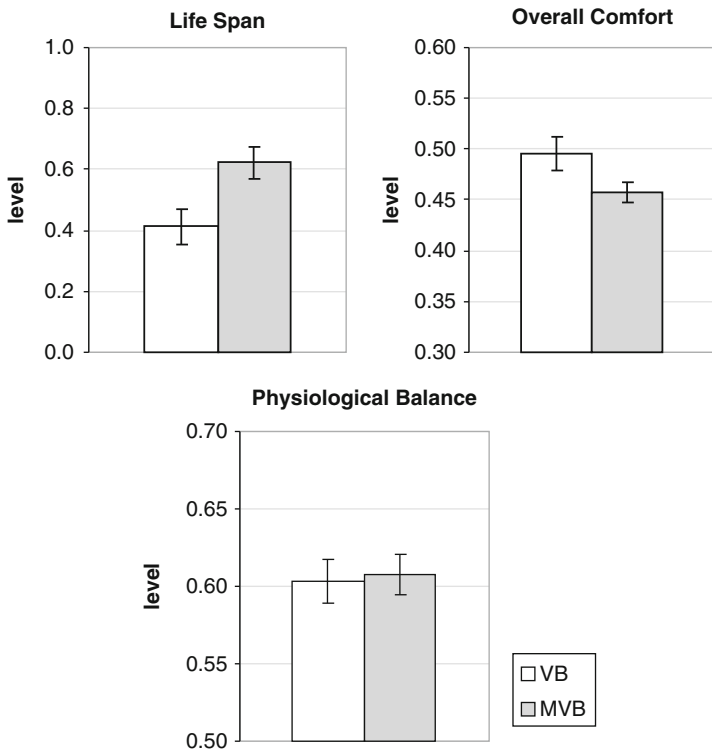 Life Span
1.0
0.8
0.6
0.4
0.2
0.0
level
Overall Comfort
0.60
0.55
0.50
0.45
0.40
0.35
0.30
level
Physiological Balance
0.70
0.65
0.60
0.55
0.50
level
VB
MVB